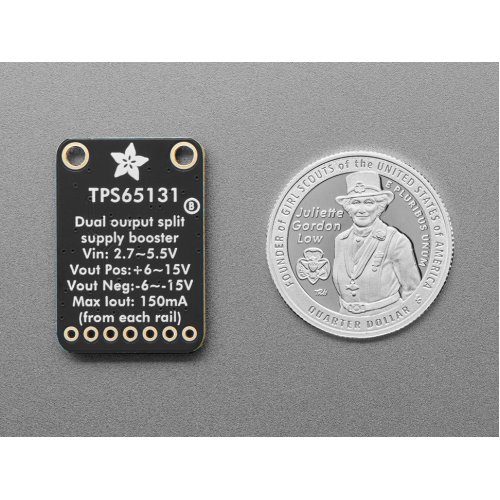 TPS65131
B
Dual output split
supply booster
Vin: 2.7~5.5V
Vout Pos:+6~15V
Vout Neg:-6~-15V
Max Iout: 150mA
(from each rail)
FOUNDER of GIRL SCOUTS of the UNITED STATES of AMERICA
E PLURIBUS UNUM
Juliette
Gordon
Low
QUARTER DOLLAR